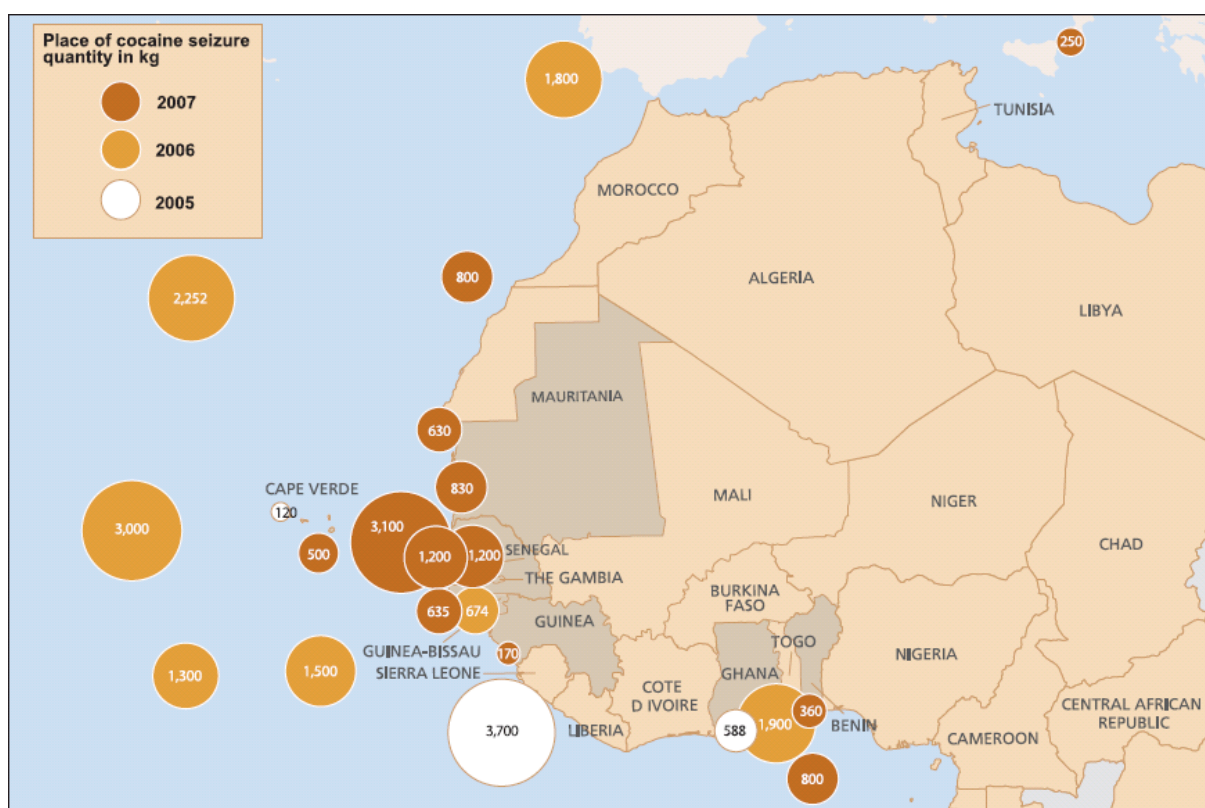 Place of cocaine seizure
quantity in kg
2007
2006
2005
250
1,800
TUNISIA
MOROCCO
800
ALGERIA
2,252
LIBYA
MAURITANIA
630
830
CAPE VERDE
120
MALI
NIGER
3,000
3,100
500
1,200
1,200
SENEGAL
CHAD
THE GAMBIA
BURKINA
FASO
635
674
GUINEA
TOGO
GUINEA-BISSAU
170
NIGERIA
1,300
1,500
SIERRA LEONE
GHANA
COTE
D IVOIRE
CENTRAL AFRICAN
REPUBLIC
360
3,700
LIBERIA
588
1,900
BENIN
CAMEROON
800